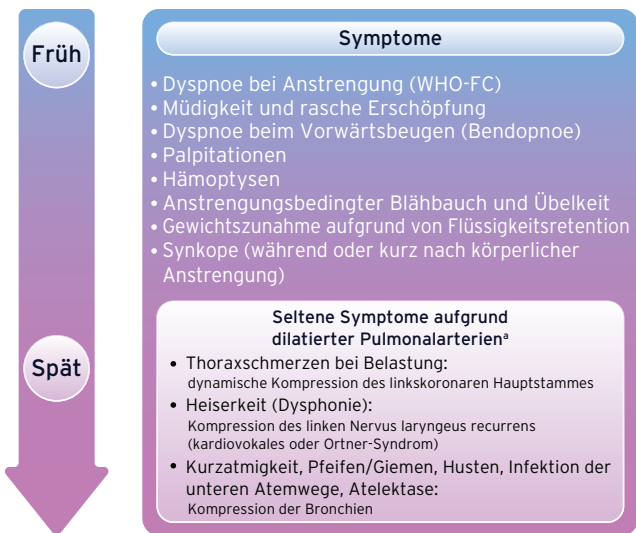 Früh
Symptome
• Dyspnoe bei Anstrengung (WHO-FC)
• Müdigkeit und rasche Erschöpfung
• Dyspnoe beim Vorwärtsbeugen (Bendopnoe)
• Palpitationen
• Hämoptysen
• Anstrengungsbedingter Blähbauch und Übelkeit
• Gewichtszunahme aufgrund von Flüssigkeitsretention
• Synkope (während oder kurz nach körperlicher
Anstrengung)
Spät
Seltene Symptome aufgrund
dilatierter Pulmonalarterienᵃ
• Thoraxschmerzen bei Belastung:
dynamische Kompression des linkskoronaren Hauptstammes
• Heiserkeit (Dysphonie):
Kompression des linken Nervus laryngeus recurrens
(kardiovokales oder Ortner-Syndrom)
• Kurzatmigkeit, Pfeifen/Giemen, Husten, Infektion der
unteren Atemwege, Atelektase:
Kompression der Bronchien